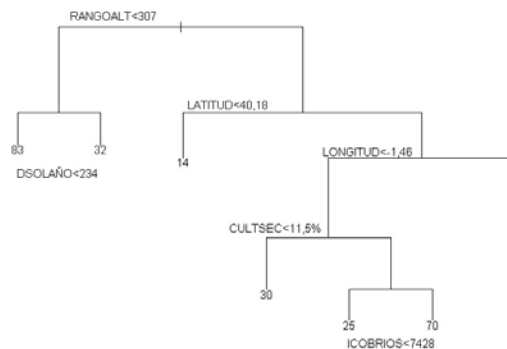 RANGOALT<307
LATITUD<40,18
83
32
14
LONGITUD<-1,46
DSOLAÑO<234
CULTSEC<11,5%
30
25
70
ICOBRIOS<7428